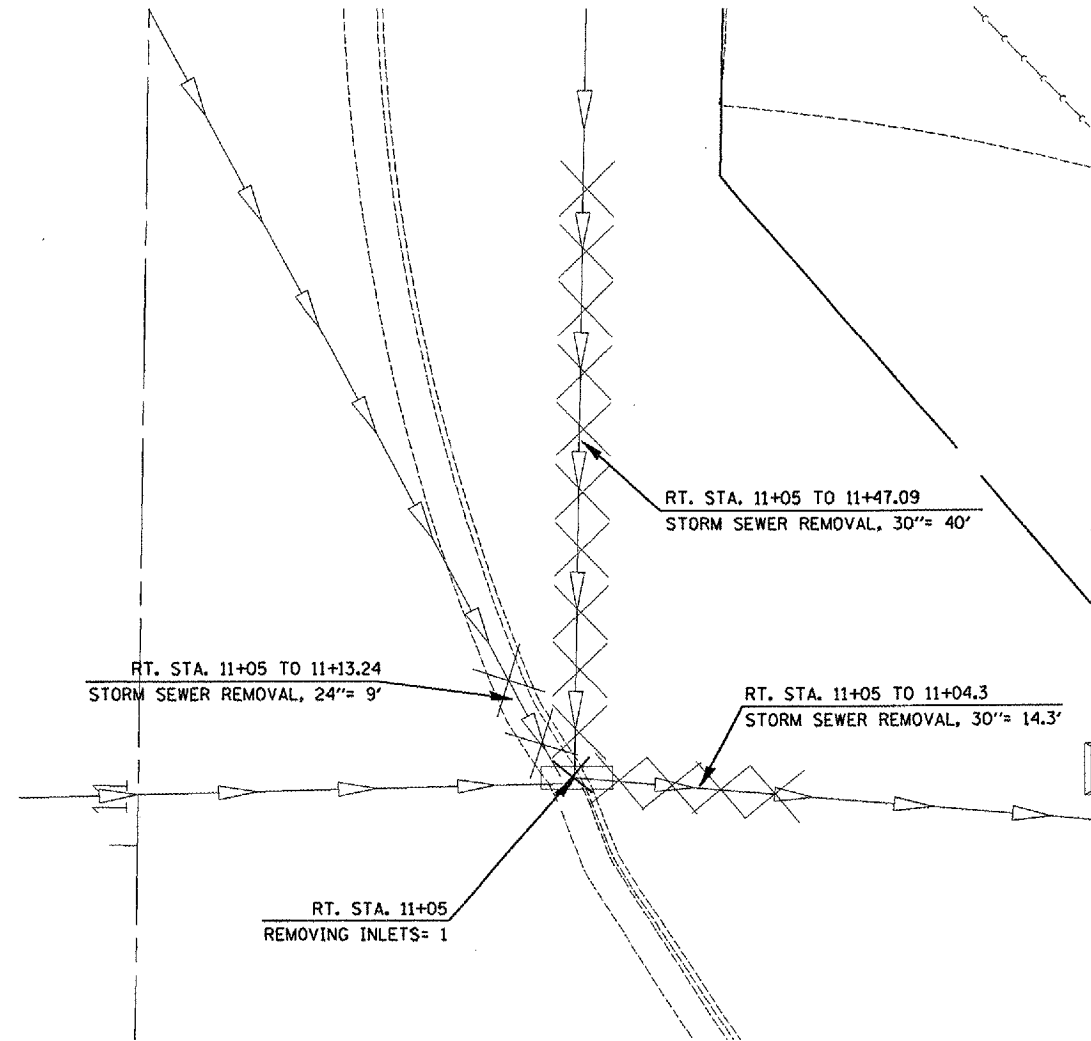 RT. STA. 11+05 TO 11+47.09
STORM SEWER REMOVAL, 30"= 40'
RT. STA. 11+05 TO 11+13.24
STORM SEWER REMOVAL, 24"= 9'
RT. STA. 11+05 TO 11+04.3
STORM SEWER REMOVAL, 30"= 14.3'
RT. STA. 11+05
REMOVING INLETS= 1